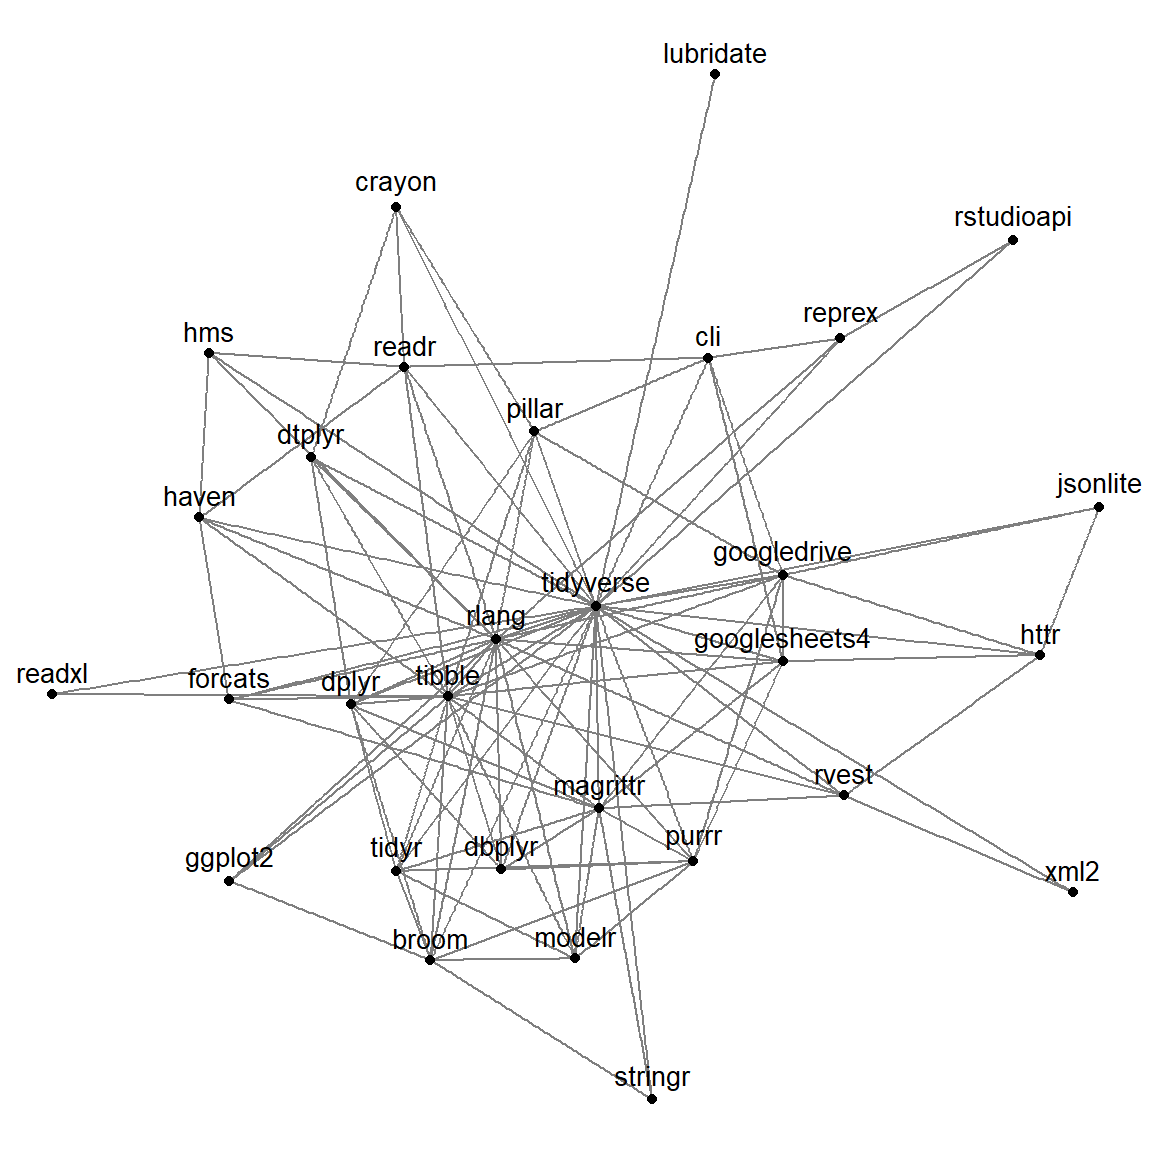 lubridate
crayon
rstudioapi
reprex
hms
cli
readr
pillar
dtplyr
jsonlite
haven
googledrive
tidyverse
rlang
googlesheets4
httr
readxl
forcats
dplyr
tibble
rvest
magrittr
purrr
tidyr
dbplyr
ggplot2
xml2
broom
modelr
stringr